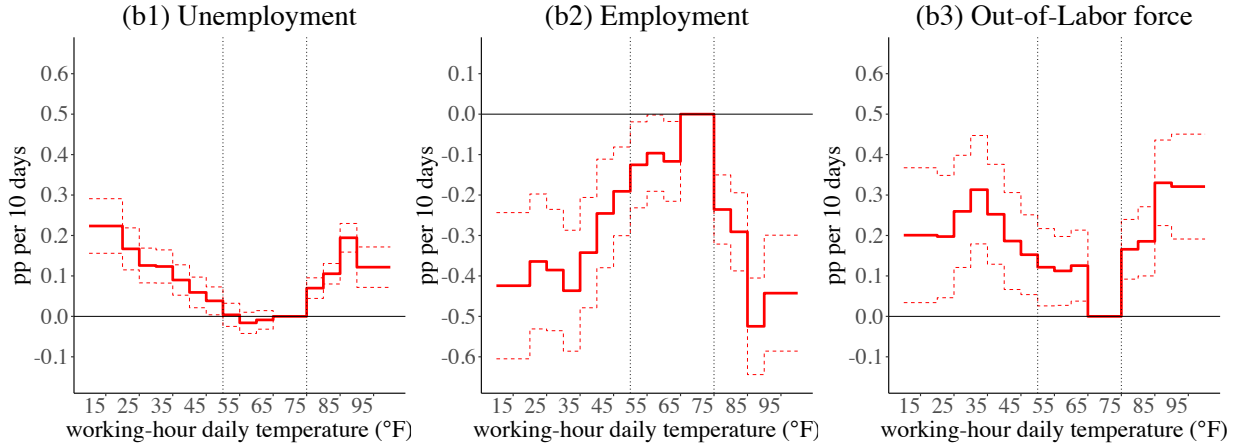 (b1) Unemployment
pp per 10 days
0.6
0.5
0.4
0.3
0.2
0.1
0.0
-0.1
15 25 35 45 55 65 75 85 95
working-hour daily temperature (°F)
(b2) Employment
pp per 10 days
0.1
0.0
-0.1
-0.2
-0.3
-0.4
-0.5
-0.6
15 25 35 45 55 65 75 85 95
working-hour daily temperature (°F)
(b3) Out-of-Labor force
pp per 10 days
0.6
0.5
0.4
0.3
0.2
0.1
0.0
-0.1
15 25 35 45 55 65 75 85 95
working-hour daily temperature (°F)